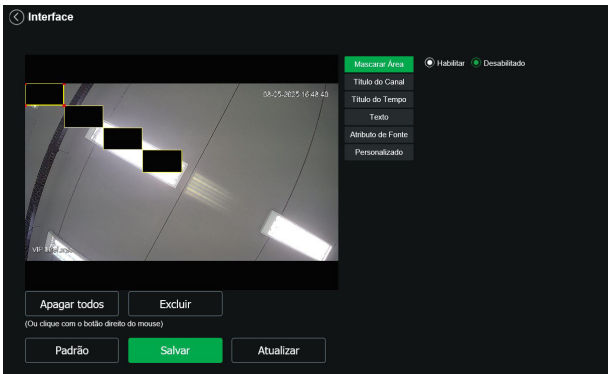 Interface
Mascarar Área
Habilitar
Desabilitado
Título do Canal
08-05-2025 16:48:40
Título do Tempo
Texto
Atributo de Fonte
Personalizado
VIP
Apagar todos
Excluir
(Ou clique com o botão direito do mouse)
Padrão
Salvar
Atualizar